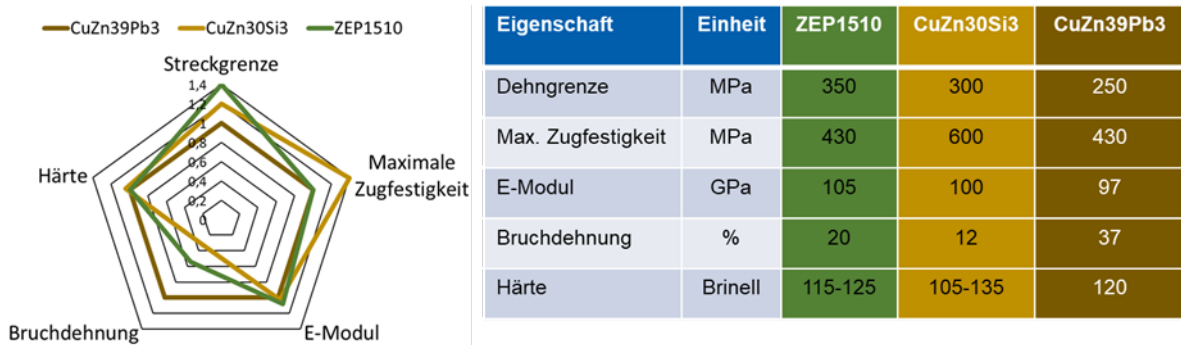 CuZn39Pb3 CuZn30Si3 ZEP1510
Streckgrenze
1,4
1,2
1
0,8
0,6
0,4
0,2
0
Härte
Maximale
Zugfestigkeit
Bruchdehnung
E-Modul
Eigenschaft Einheit ZEP1510 CuZn30Si3 CuZn39Pb3
Dehngrenze MPa 350 300 250
Max. Zugfestigkeit MPa 430 600 430
E-Modul GPa 105 100 97
Bruchdehnung % 20 12 37
Härte Brinell 115-125 105-135 120